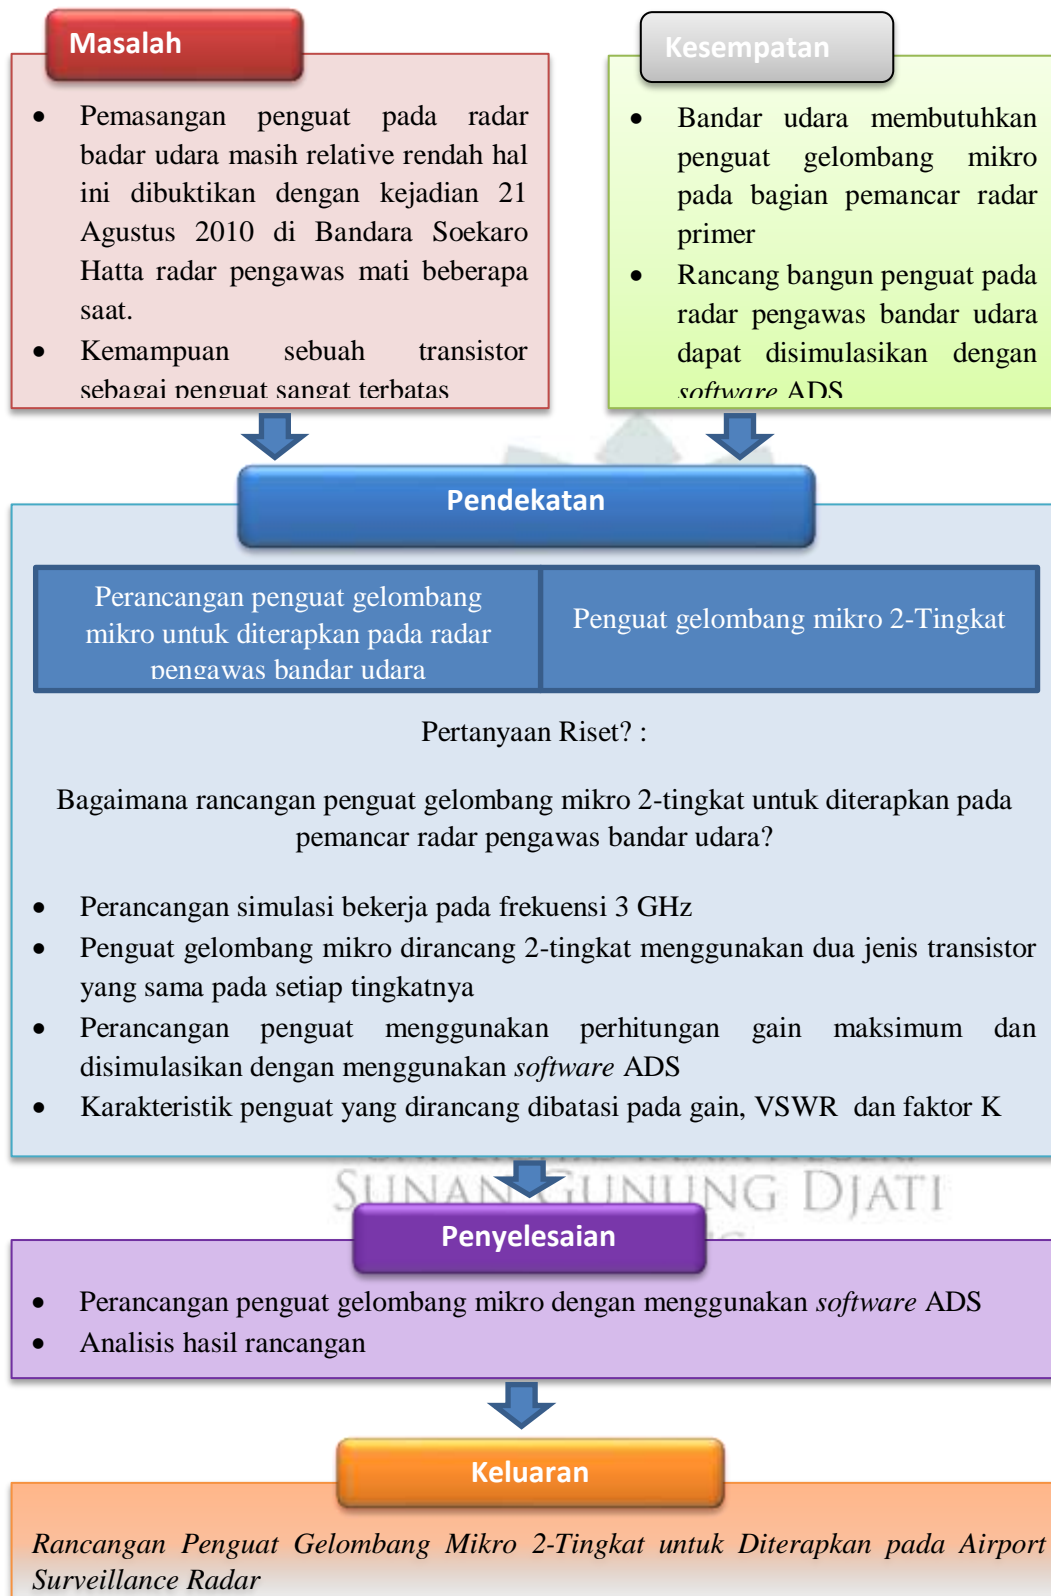 Masalah
Pemasangan penguat pada radar
badar udara masih relative rendah hal
ini dibuktikan dengan kejadian 21
Agustus 2010 di Bandara Soekaro
Hatta radar pengawas mati beberapa
saat.
Kemampuan sebuah transistor
sebagai penguat sangat terbatas
Kesempatan
Bandar udara membutuhkan
penguat gelombang mikro
pada bagian pemancar radar
primer
Rancang bangun penguat pada
radar pengawas bandar udara
dapat disimulasikan dengan
software ADS
Pendekatan
Perancangan penguat gelombang
mikro untuk diterapkan pada radar
pengawas bandar udara
Penguat gelombang mikro 2-Tingkat
Pertanyaan Riset? :
Bagaimana rancangan penguat gelombang mikro 2-tingkat untuk diterapkan pada
pemancar radar pengawas bandar udara?
Perancangan simulasi bekerja pada frekuensi 3 GHz
Penguat gelombang mikro dirancang 2-tingkat menggunakan dua jenis transistor
yang sama pada setiap tingkatnya
Perancangan penguat menggunakan perhitungan gain maksimum dan
disimulasikan dengan menggunakan software ADS
Karakteristik penguat yang dirancang dibatasi pada gain, VSWR dan faktor K
SUNAN GUNUNG DJATI
Penyelesaian
Perancangan penguat gelombang mikro dengan menggunakan software ADS
Analisis hasil rancangan
Keluaran
Rancangan Penguat Gelombang Mikro 2-Tingkat untuk Diterapkan pada Airport
Surveillance Radar